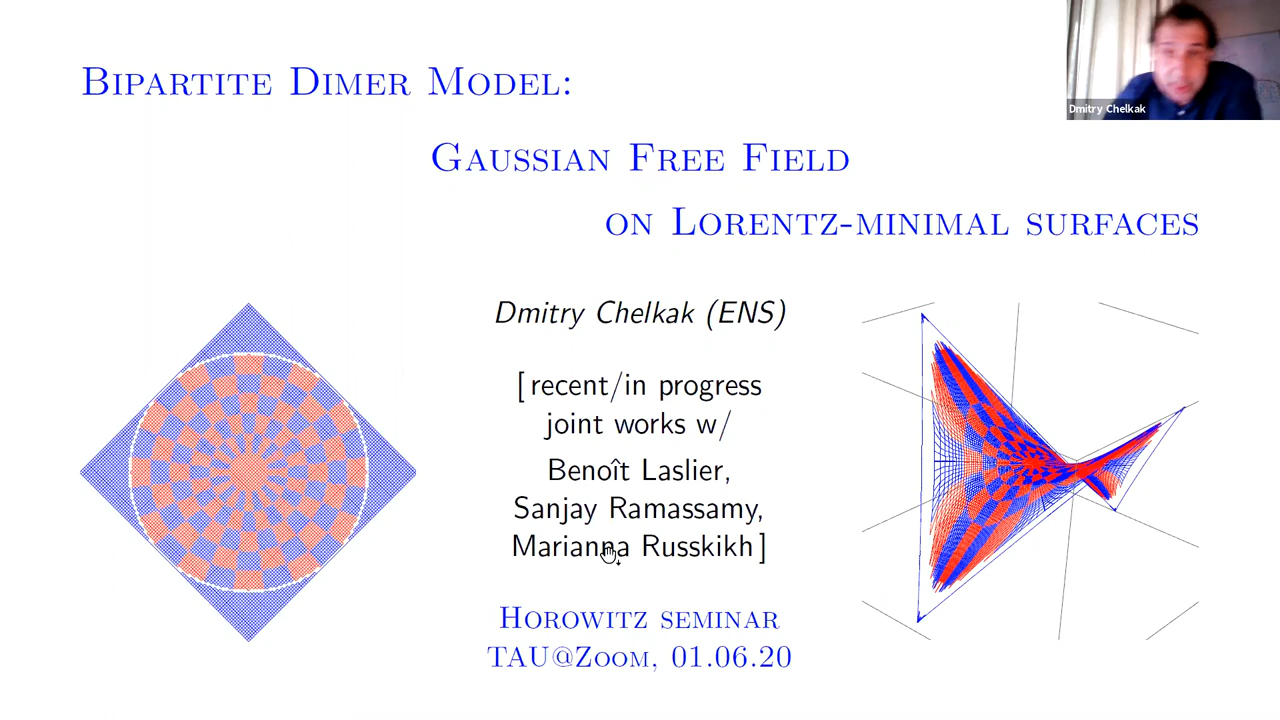 Bipartite Dimer Model:
Gaussian Free Field
on Lorentz-minimal surfaces
Dmitry Chelkak
Dmitry Chelkak (ENS)
[recent/in progress
joint works w/
Benoît Laslier,
Sanjay Ramassamy,
Marianna Russkikh]
Horowitz seminar
TAU@Zoom, 01.06.20